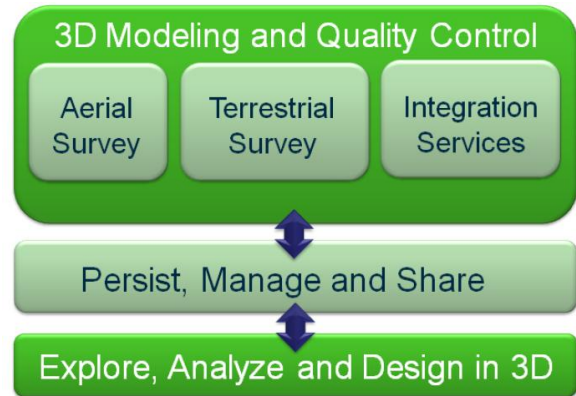 3D Modeling and Quality Control
Aerial
Survey
Terrestrial
Survey
Integration
Services
Persist, Manage and Share
Explore, Analyze and Design in 3D